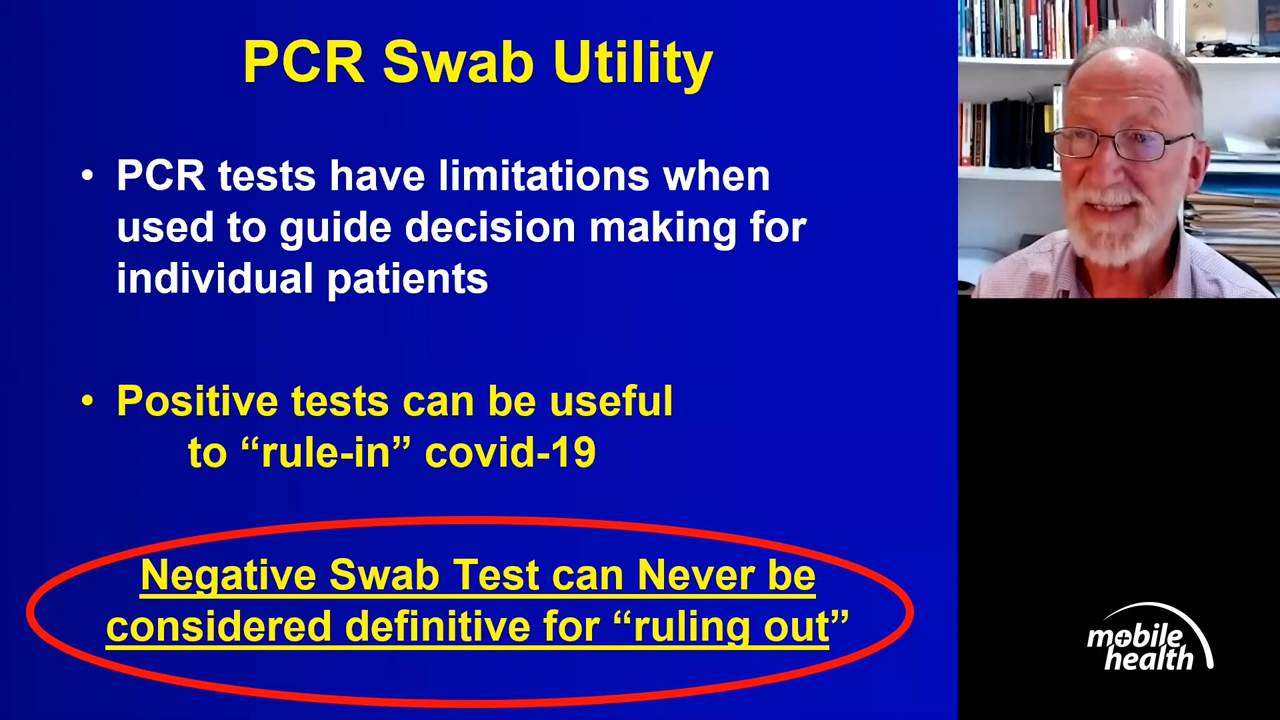 PCR Swab Utility
• PCR tests have limitations when
used to guide decision making for
individual patients
• Positive tests can be useful
to “rule-in” covid-19
Negative Swab Test can Never be
considered definitive for “ruling out”
mobile
health